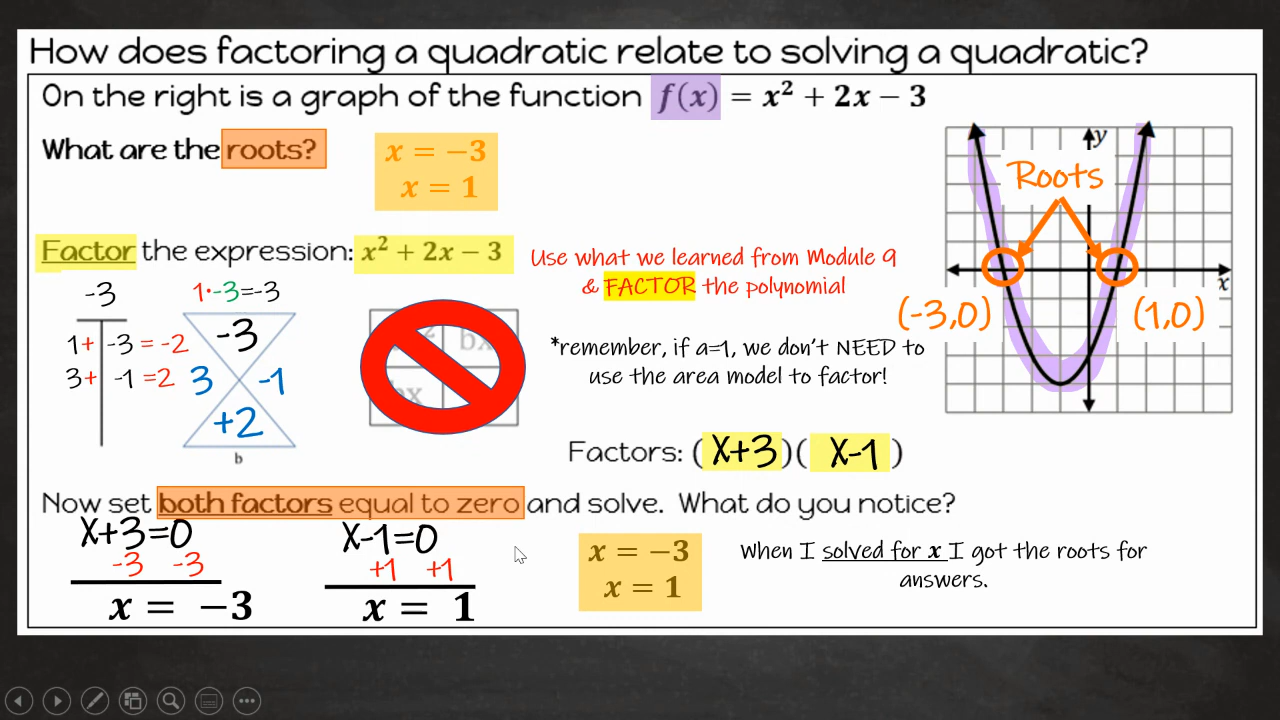 How does factoring a quadratic relate to solving a quadratic?
On the right is a graph of the function f(x) = x² + 2x − 3
What are the roots?
x = −3
x = 1
Factor the expression: x² + 2x − 3
Use what we learned from Module 9
& FACTOR the polynomial
-3
1+ -3 = -2
3+ -1 =2
1·-3=-3
-3
3 -1
+2
b
bx
bx
*remember, if a=1, we don't NEED to
use the area model to factor!
Factors: (X+3)( X-1 )
y
Roots
x
(-3,0) (1,0)
Now set both factors equal to zero and solve. What do you notice?
X+3=0
-3 -3
x = −3
X-1=0
+1 +1
x = 1
x = −3
x = 1
When I solved for x I got the roots for
answers.